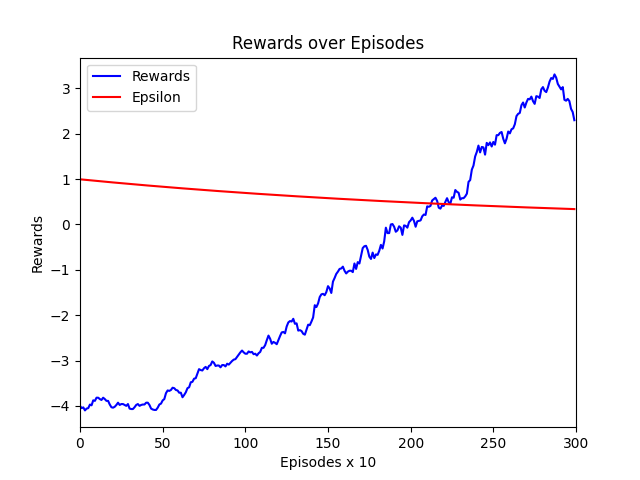 Rewards over Episodes
Rewards
Epsilon
3
2
1
0
−1
−2
−3
−4
Rewards
0 50 100 150 200 250 300
Episodes x 10